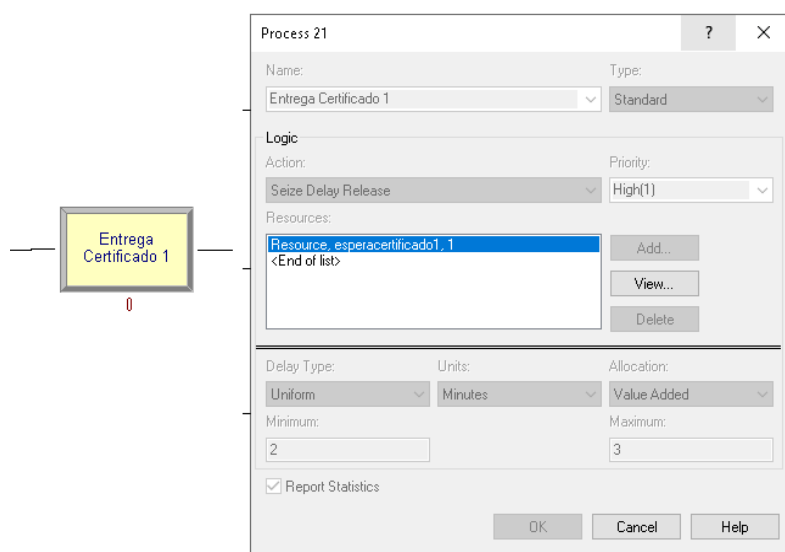 Process 21
?
Name:
Type:
Entrega Certificado 1
Standard
Logic
Action:
Priority:
Seize Delay Release
High(1)
Resources:
Resource, esperacertificado1, 1
<End of list>
Add...
View...
Delete
Delay Type:
Units:
Allocation:
Uniform
Minutes
Value Added
Minimum:
Maximum:
2
3
Report Statistics
OK
Cancel
Help
Entrega
Certificado 1
0